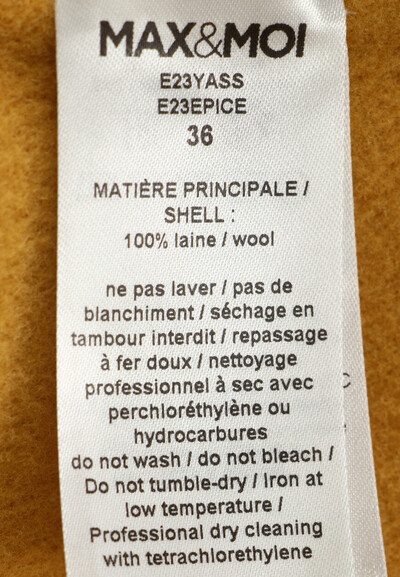 MAX&MOI
E23YASS
E23EPICE
36
MATIÈRE PRINCIPALE /
SHELL :
100% laine / wool
ne pas laver / pas de
blanchiment / séchage en
tambour interdit / repassage
à fer doux / nettoyage
professionnel à sec avec
perchloréthylène ou
hydrocarbures
do not wash / do not bleach /
Do not tumble-dry / Iron at
low temperature /
Professional dry cleaning
with tetrachlorethylene